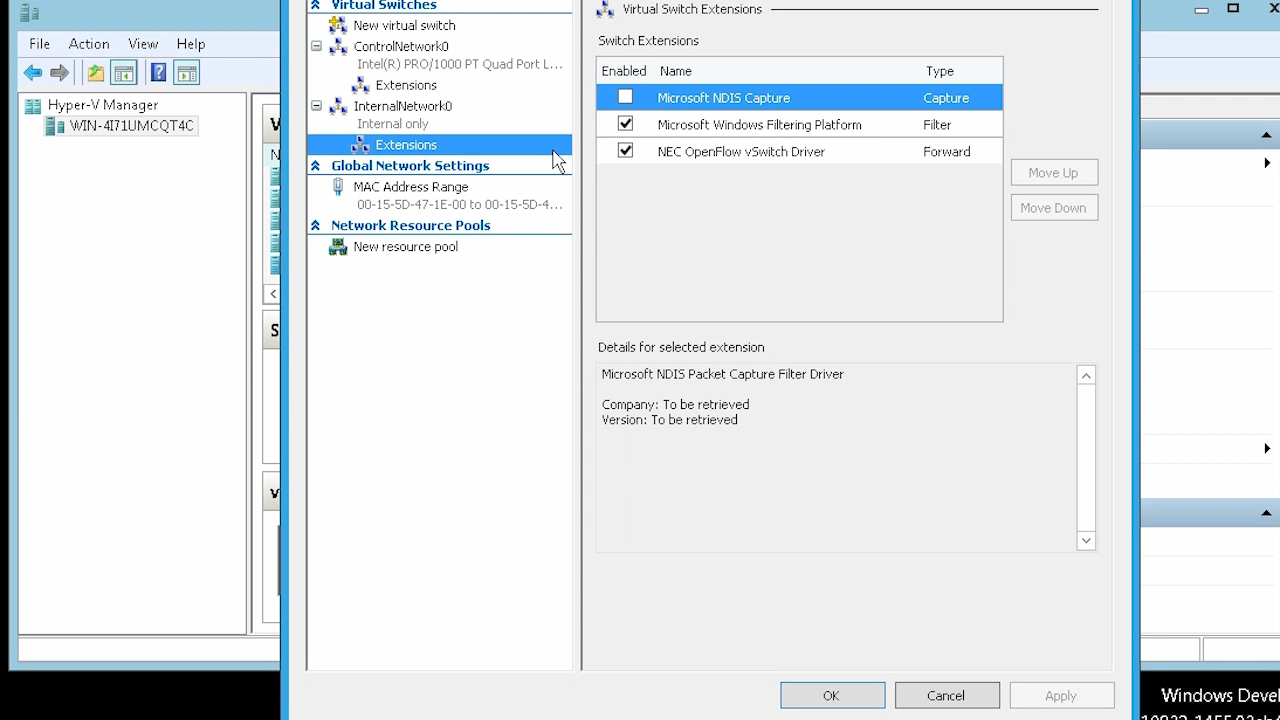 File Action View Help
Hyper-V Manager
WIN-4I71UMCQT4C
Virtual Switches
New virtual switch
ControlNetwork0
Intel(R) PRO/1000 PT Quad Port L...
Extensions
InternalNetwork0
Internal only
Extensions
Global Network Settings
MAC Address Range
00-15-5D-47-1E-00 to 00-15-5D-4...
Network Resource Pools
New resource pool
Virtual Switch Extensions
Switch Extensions
Enabled Name Type
Microsoft NDIS Capture Capture
Microsoft Windows Filtering Platform Filter
NEC OpenFlow vSwitch Driver Forward
Move Up
Move Down
Details for selected extension
Microsoft NDIS Packet Capture Filter Driver
Company: To be retrieved
Version: To be retrieved
OK Cancel Apply
Windows Devel